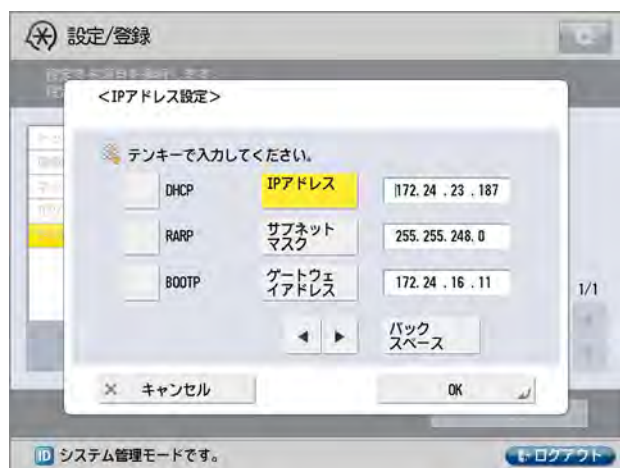 設定/登録
<IPアドレス設定>
テンキーで入力してください。
DHCP
IPアドレス
172. 24 . 23 . 187
RARP
サブネット
マスク
255. 255. 248. 0
BOOTP
ゲートウェ
イアドレス
172. 24 . 16 . 11
1/1
◀ ▶
バック
スペース
× キャンセル
OK
ID システム管理モードです。
ログアウト